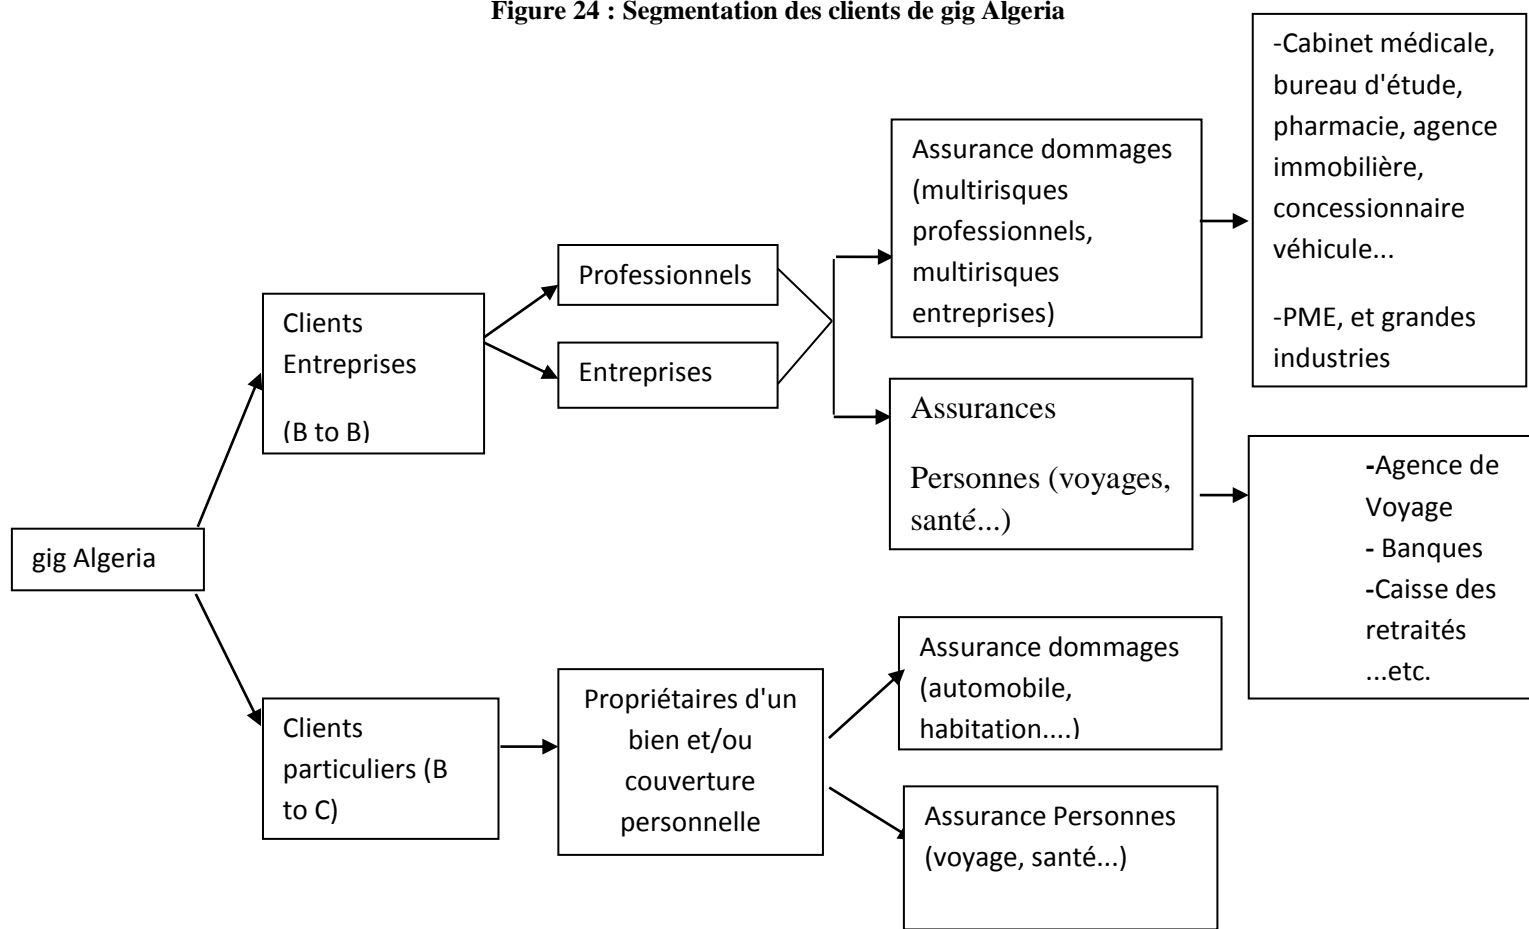 Figure 24 : Segmentation des clients de gig Algeria
gig Algeria
Clients
Entreprises
(B to B)
Professionnels
Entreprises
Assurance dommages
(multirisques
professionnels,
multirisques
entreprises)
-Cabinet médicale,
bureau d'étude,
pharmacie, agence
immobilière,
concessionnaire
véhicule...
-PME, et grandes
industries
Assurances
Personnes (voyages,
santé...)
-Agence de
Voyage
- Banques
-Caisse des
retraités
...etc.
Clients
particuliers (B
to C)
Propriétaires d'un
bien et/ou
couverture
personnelle
Assurance dommages
(automobile,
habitation....)
Assurance Personnes
(voyage, santé...)